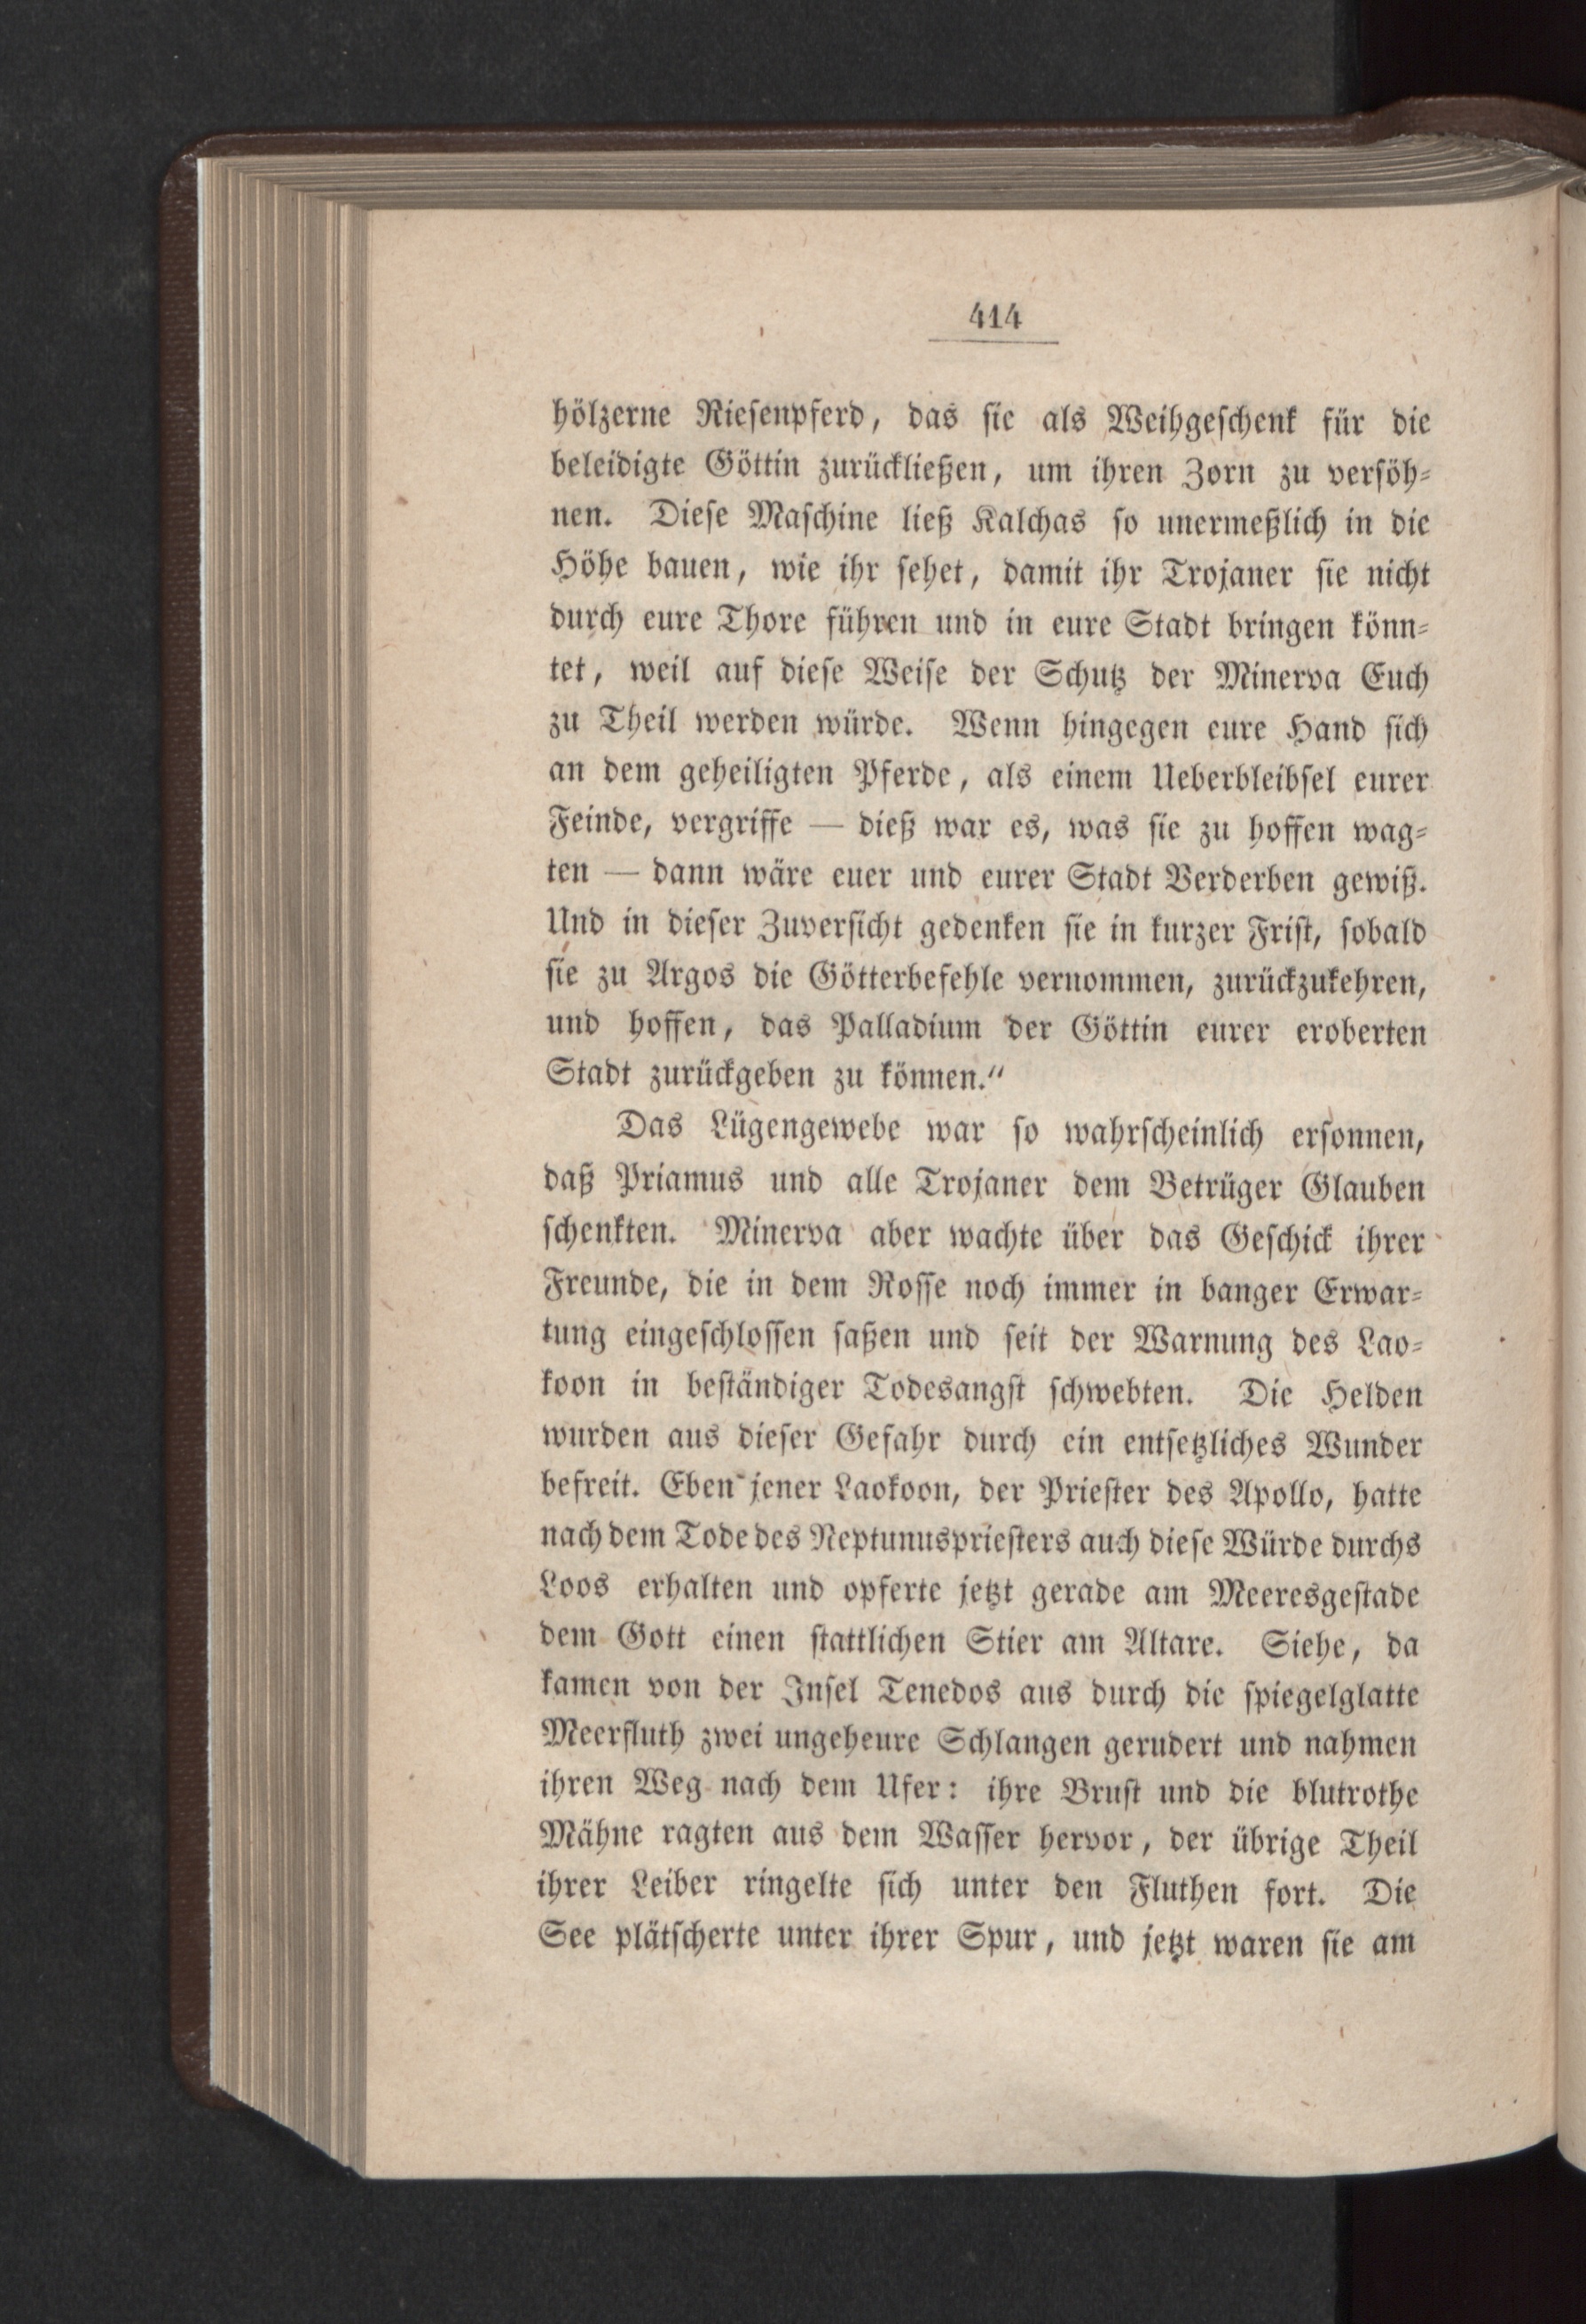 414
hölzerne Riesenpferd, das sie als Weihgeschenk für die
beleidigte Göttin zurückließen, um ihren Zorn zu versöh-
nen. Diese Maschine ließ Kalchas so unermeßlich in die
Höhe bauen, wie ihr sehet, damit ihr Trojaner sie nicht
durch eure Thore führen und in eure Stadt bringen könn-
tet, weil auf diese Weise der Schutz der Minerva Euch
zu Theil werden würde. Wenn hingegen eure Hand sich
an dem geheiligten Pferde, als einem Ueberbleibsel eurer
Feinde, vergriffe — dieß war es, was sie zu hoffen wag-
ten — dann wäre euer und eurer Stadt Verderben gewiß.
Und in dieser Zuversicht gedenken sie in kurzer Frist, sobald
sie zu Argos die Götterbefehle vernommen, zurückzukehren,
und hoffen, das Palladium der Göttin eurer eroberten
Stadt zurückgeben zu können.“
Das Lügengewebe war so wahrscheinlich ersonnen,
daß Priamus und alle Trojaner dem Betrüger Glauben
schenkten. Minerva aber wachte über das Geschick ihrer
Freunde, die in dem Rosse noch immer in banger Erwar-
tung eingeschlossen saßen und seit der Warnung des Lao-
koon in beständiger Todesangst schwebten. Die Helden
wurden aus dieser Gefahr durch ein entsetzliches Wunder
befreit. Eben jener Laokoon, der Priester des Apollo, hatte
nach dem Tode des Neptunuspriesters auch diese Würde durchs
Loos erhalten und opferte jetzt gerade am Meeresgestade
dem Gott einen stattlichen Stier am Altare. Siehe, da
kamen von der Insel Tenedos aus durch die spiegelglatte
Meerfluth zwei ungeheure Schlangen gerudert und nahmen
ihren Weg nach dem Ufer: ihre Brust und die blutrothe
Mähne ragten aus dem Wasser hervor, der übrige Theil
ihrer Leiber ringelte sich unter den Fluthen fort. Die
See plätscherte unter ihrer Spur, und jetzt waren sie am